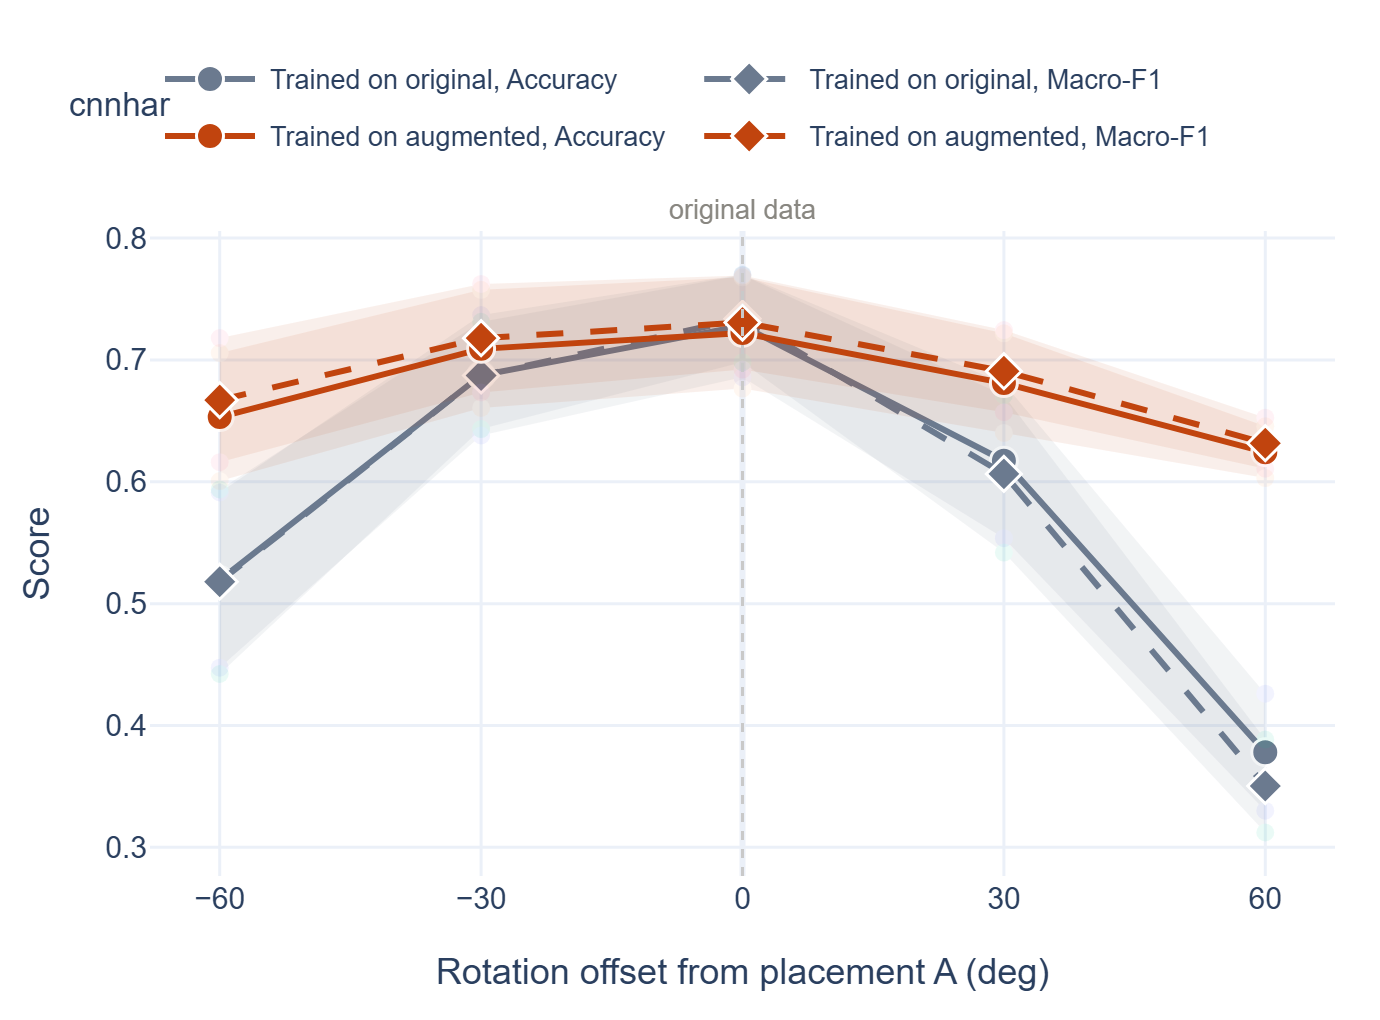 cnnhar
Trained on original, Accuracy
Trained on original, Macro-F1
Trained on augmented, Accuracy
Trained on augmented, Macro-F1
original data
0.8
0.7
0.6
0.5
0.4
0.3
Score
−60
−30
0
30
60
Rotation offset from placement A (deg)